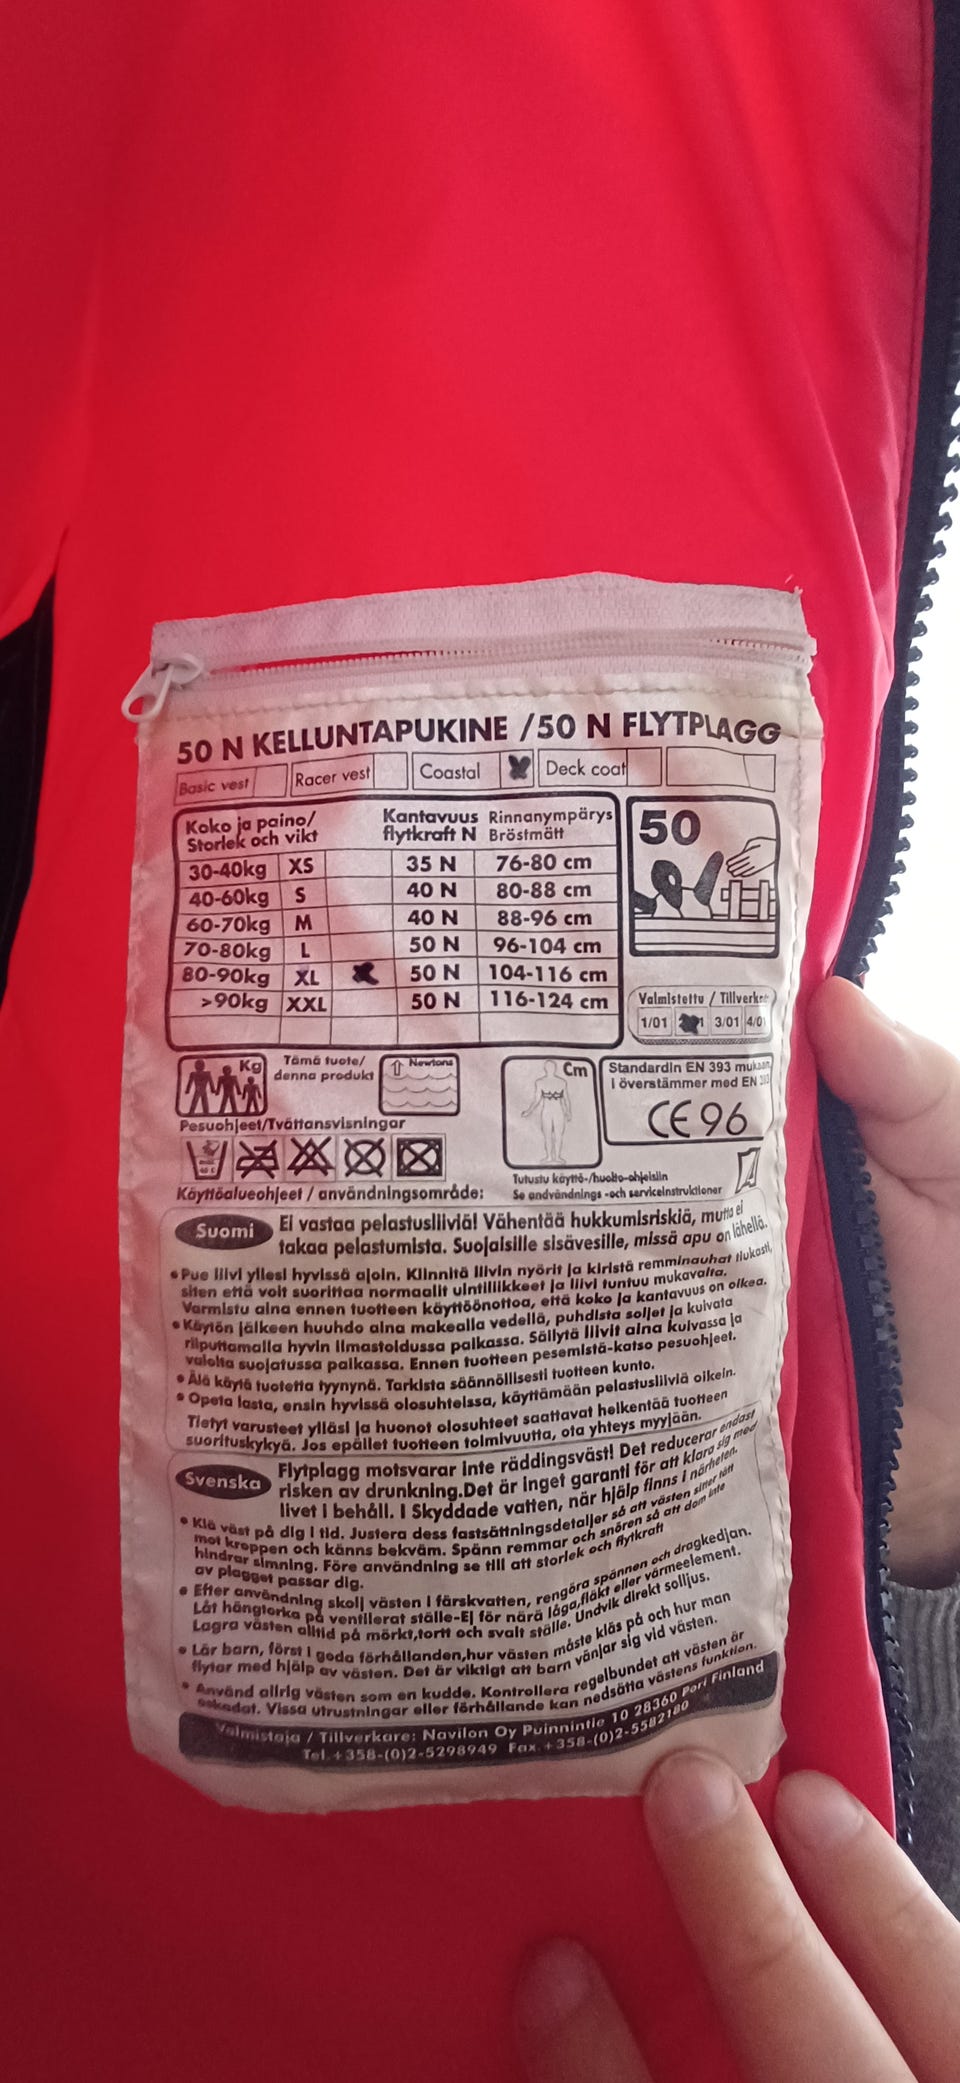 50 N KELLUNTAPUKINE / 50 N FLYTPLAGG
Basic vest Racer vest Coastal Deck coat
Koko ja paino/ Kantavuus Rinnanympärys
Storlek och vikt flytkraft N Bröstmått
30-40kg XS 35 N 76-80 cm
40-60kg S 40 N 80-88 cm
60-70kg M 40 N 88-96 cm
70-80kg L 50 N 96-104 cm
80-90kg XL 50 N 104-116 cm
>90kg XXL 50 N 116-124 cm
50
Valmistettu / Tillverkat
1/01 3/01 4/01
Kg
Tämä tuote/
denna produkt
Newtons
Cm
Standardin EN 393 mukaan
i överstämmer med EN 393
CE 96
Pesuohjeet/Tvättansvisningar
Tutustu käyttö-/huolto-ohjeisiin
Se andvändnings -och serviceinstruktioner
Käyttöalueohjeet / användningsområde:
Suomi
Ei vastaa pelastusliiviä! Vähentää hukkumisriskiä, mutta ei
takaa pelastumista. Suojaisille sisävesille, missä apu on lähellä.
• Pue liivi yllesi hyvissä ajoin. Kiinnitä liivin nyörit ja kiristä remminauhat tiukasti,
siten että voit suorittaa normaalit uintiliikkeet ja liivi tuntuu mukavalta.
Varmistu aina ennen tuotteen käyttöönottoa, että koko ja kantavuus on oikea.
• Käytön jälkeen huuhdo aina makealla vedellä, puhdista soljet ja kuivata
riiputtamalla hyvin ilmastoidussa paikassa. Säilytä liivit aina kuivassa ja
valolta suojatussa paikassa. Ennen tuotteen pesemistä-katso pesuohjeet.
• Älä käytä tuotetta tyynynä. Tarkista säännöllisesti tuotteen kunto.
• Opeta lasta, ensin hyvissä olosuhteissa, käyttämään pelastusliiviä oikein.
Tietyt varusteet ylläsi ja huonot olosuhteet saattavat heikentää tuotteen
suorituskykyä. Jos epäilet tuotteen toimivuutta, ota yhteys myyjään.
Svenska
Flytplagg motsvarar inte räddingsväst! Det reducerar endast
risken av drunkning.Det är inget garanti för att klara sig med
livet i behåll. I Skyddade vatten, när hjälp finns i närheten.
• Klä väst på dig i tid. Justera dess fastsättningsdetaljer så att västen sitter tätt
mot kroppen och känns bekväm. Spänn remmar och snören så att dom inte
hindrar simning. Före användning se till att storlek och flytkraft
av plagget passar dig.
• Efter användning skolj västen i färskvatten, rengöra spännen och dragkedjan.
Låt hängtorka på ventilerat ställe-Ej för nära låga,fläkt eller värmeelement.
Lagra västen alltid på mörkt,tortt och svalt ställe. Undvik direkt solljus.
• Lär barn, först i goda förhållanden,hur västen måste kläs på och hur man
flytar med hjälp av västen. Det är viktigt att barn vänjar sig vid västen.
• Använd allrig västen som en kudde. Kontrollera regelbundet att västen är
oskadat. Vissa utrustningar eller förhållande kan nedsätta västens funktion.
Valmistaja / Tillverkare: Navilon Oy Puinnintie 10 28360 Pori Finland
Tel.+358-(0)2-5298949 Fax.+358-(0)2-5582180